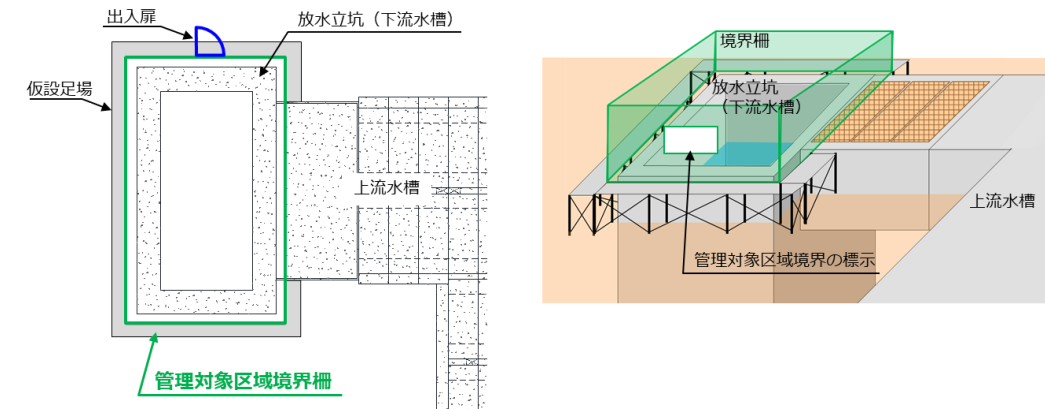 出入扉
放水立坑（下流水槽）
仮設足場
上流水槽
管理対象区域境界柵
境界柵
放水立坑
（下流水槽）
上流水槽
管理対象区域境界の標示